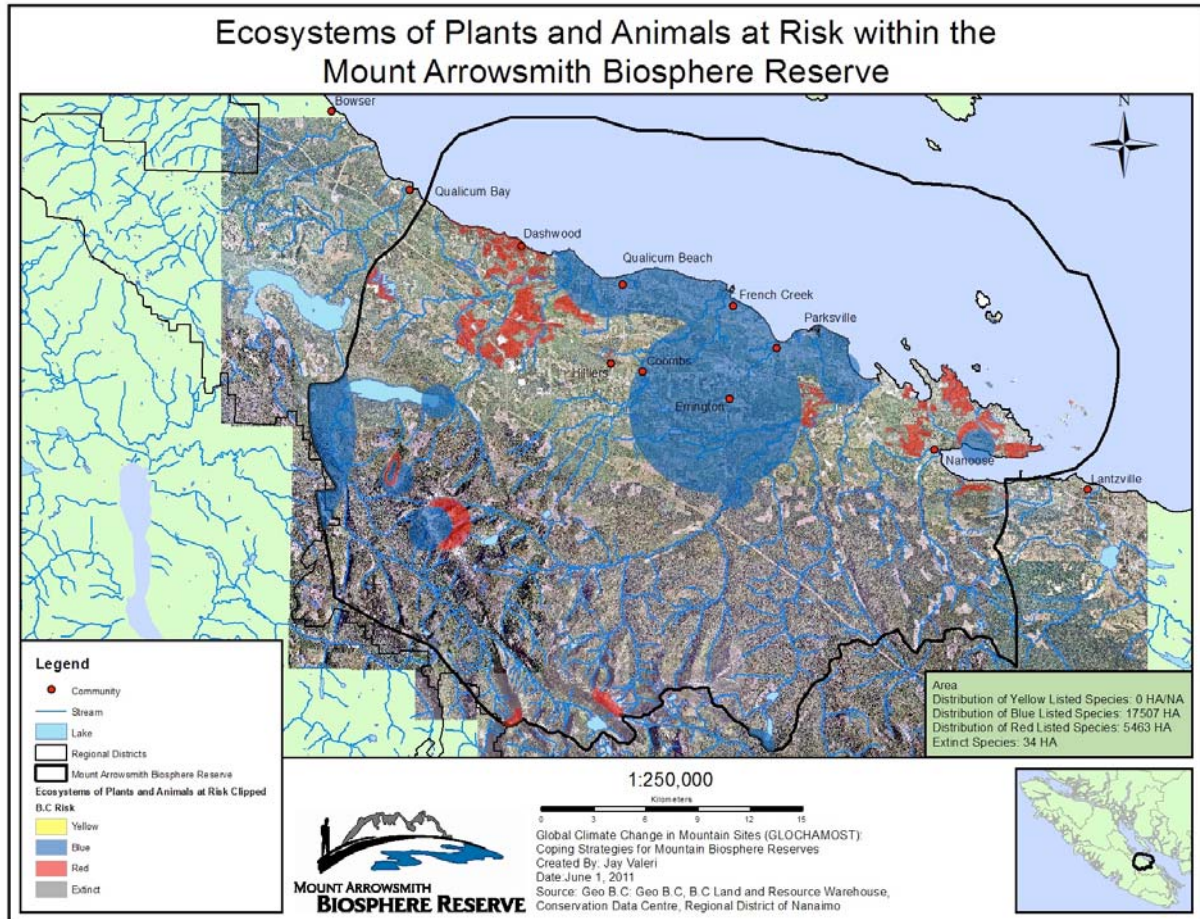 Ecosystems of Plants and Animals at Risk within the
Mount Arrowsmith Biosphere Reserve
Bowser
N
Qualicum Bay
Dashwood
Qualicum Beach
French Creek
Parksville
Hilliers
Coombs
Errington
Nanoose
Lantzville
Legend
Community
Stream
Lake
Regional Districts
Mount Arrowsmith Biosphere Reserve
Ecosystems of Plants and Animals at Risk Clipped
B.C Risk
Yellow
Blue
Red
Extinct
Area
Distribution of Yellow Listed Species: 0 HA/NA
Distribution of Blue Listed Species: 17507 HA
Distribution of Red Listed Species: 5463 HA
Extinct Species: 34 HA
1:250,000
Kilometers
0 3 6 9 12 15
MOUNT ARROWSMITH
BIOSPHERE RESERVE
Global Climate Change in Mountain Sites (GLOCHAMOST):
Coping Strategies for Mountain Biosphere Reserves
Created By: Jay Valeri
Date:June 1, 2011
Source: Geo B.C: Geo B.C, B.C Land and Resource Warehouse,
Conservation Data Centre, Regional District of Nanaimo